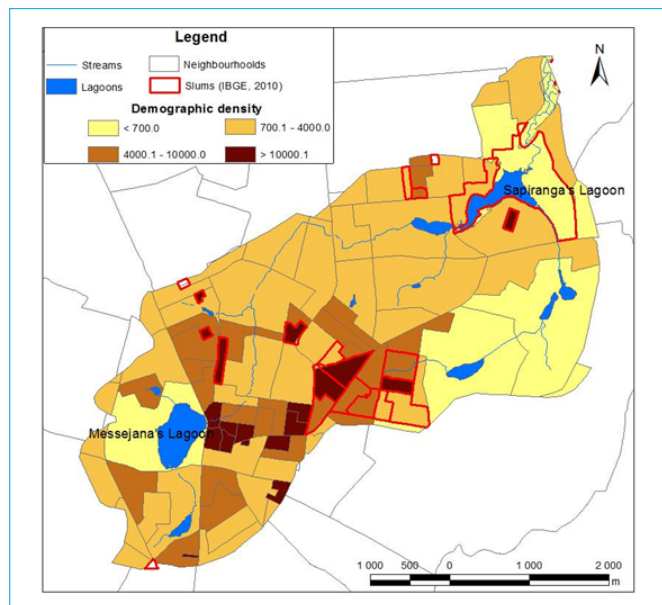 Legend
Streams
Neighbourhoolds
Lagoons
Slums (IBGE, 2010)
Demographic density
< 700.0
700.1 - 4000.0
4000.1 - 10000.0
> 10000.1
N
Sapiranga's Lagoon
Messejana's Lagoon
1 000 500 0 1 000 2 000
m